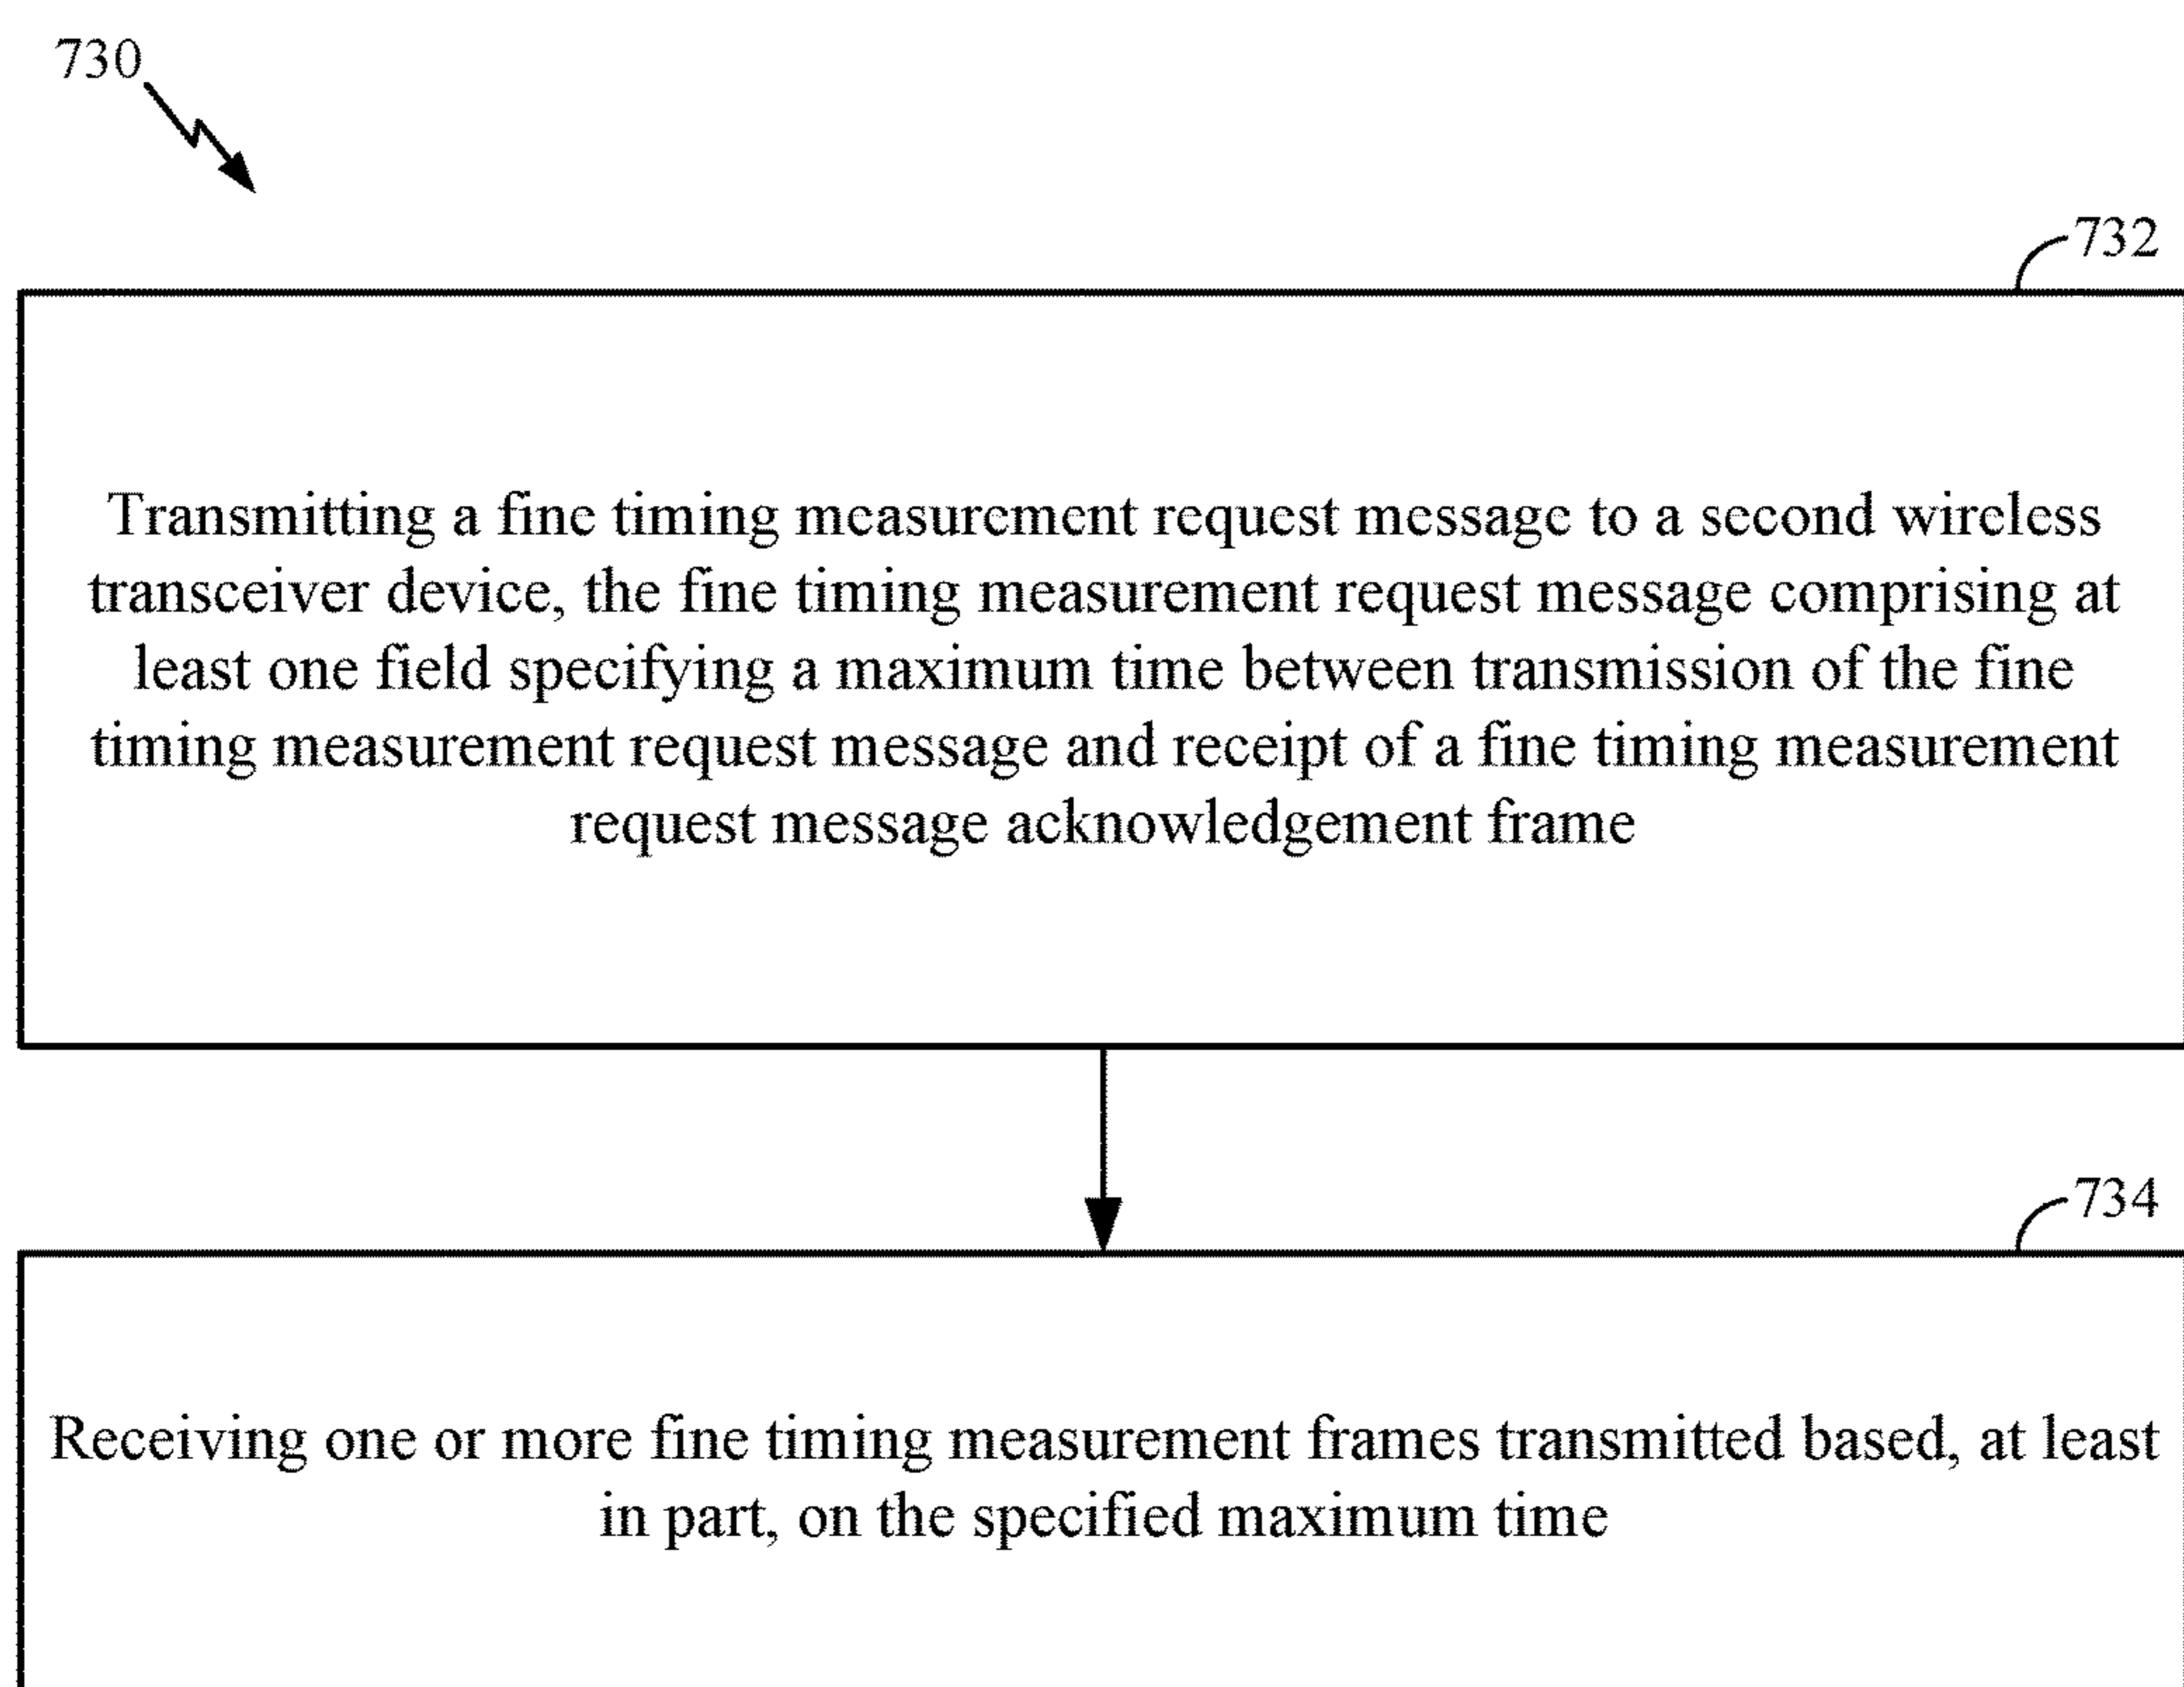 730
732
Transmitting a fine timing measurement request message to a second wireless
transceiver device, the fine timing measurement request message comprising at
least one field specifying a maximum time between transmission of the fine
timing measurement request message and receipt of a fine timing measurement
request message acknowledgement frame
734
Receiving one or more fine timing measurement frames transmitted based, at least
in part, on the specified maximum time